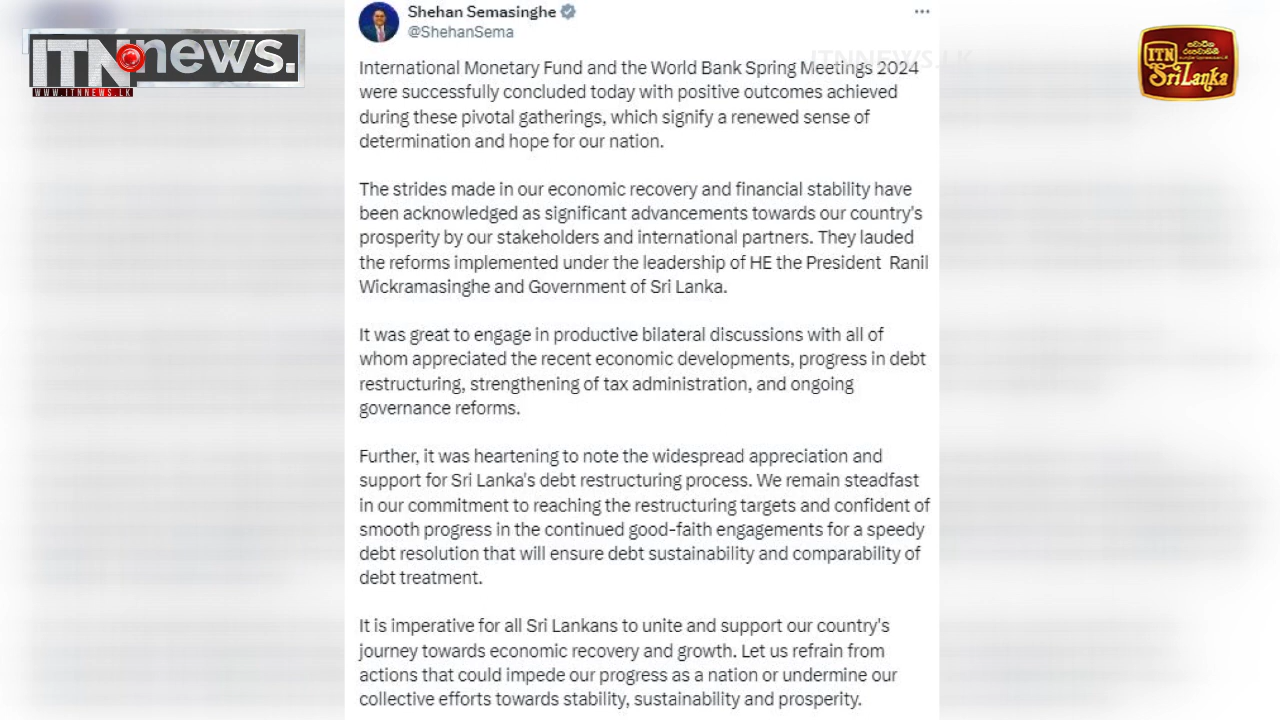 ITNnews.
WWW.ITNNEWS.LK
ITNNEWS.LK
ITN
Sri Lanka
Shehan Semasinghe
@ShehanSema
International Monetary Fund and the World Bank Spring Meetings 2024
were successfully concluded today with positive outcomes achieved
during these pivotal gatherings, which signify a renewed sense of
determination and hope for our nation.
The strides made in our economic recovery and financial stability have
been acknowledged as significant advancements towards our country's
prosperity by our stakeholders and international partners. They lauded
the reforms implemented under the leadership of HE the President Ranil
Wickramasinghe and Government of Sri Lanka.
It was great to engage in productive bilateral discussions with all of
whom appreciated the recent economic developments, progress in debt
restructuring, strengthening of tax administration, and ongoing
governance reforms.
Further, it was heartening to note the widespread appreciation and
support for Sri Lanka's debt restructuring process. We remain steadfast
in our commitment to reaching the restructuring targets and confident of
smooth progress in the continued good-faith engagements for a speedy
debt resolution that will ensure debt sustainability and comparability of
debt treatment.
It is imperative for all Sri Lankans to unite and support our country's
journey towards economic recovery and growth. Let us refrain from
actions that could impede our progress as a nation or undermine our
collective efforts towards stability, sustainability and prosperity.